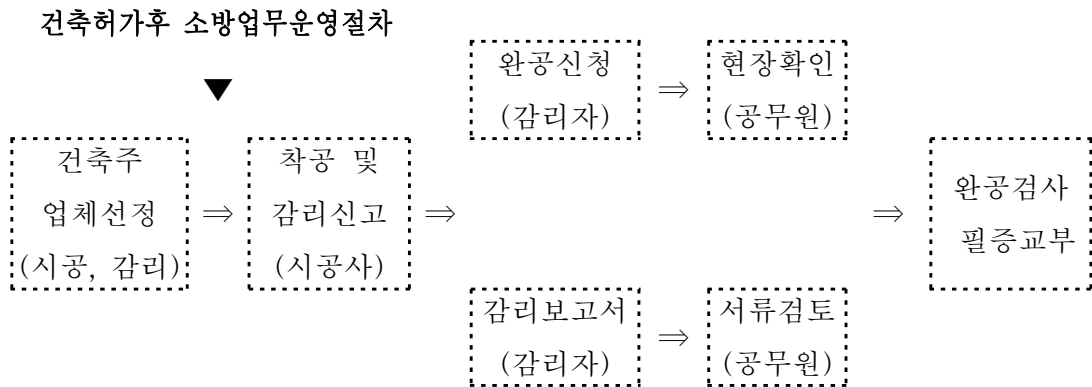 건축허가후 소방업무운영절차
▼
건축주
업체선정
(시공, 감리)
⇒
착공 및
감리신고
(시공사)
⇒
완공신청
(감리자)
⇒
현장확인
(공무원)
감리보고서
(감리자)
⇒
서류검토
(공무원)
⇒
완공검사
필증교부